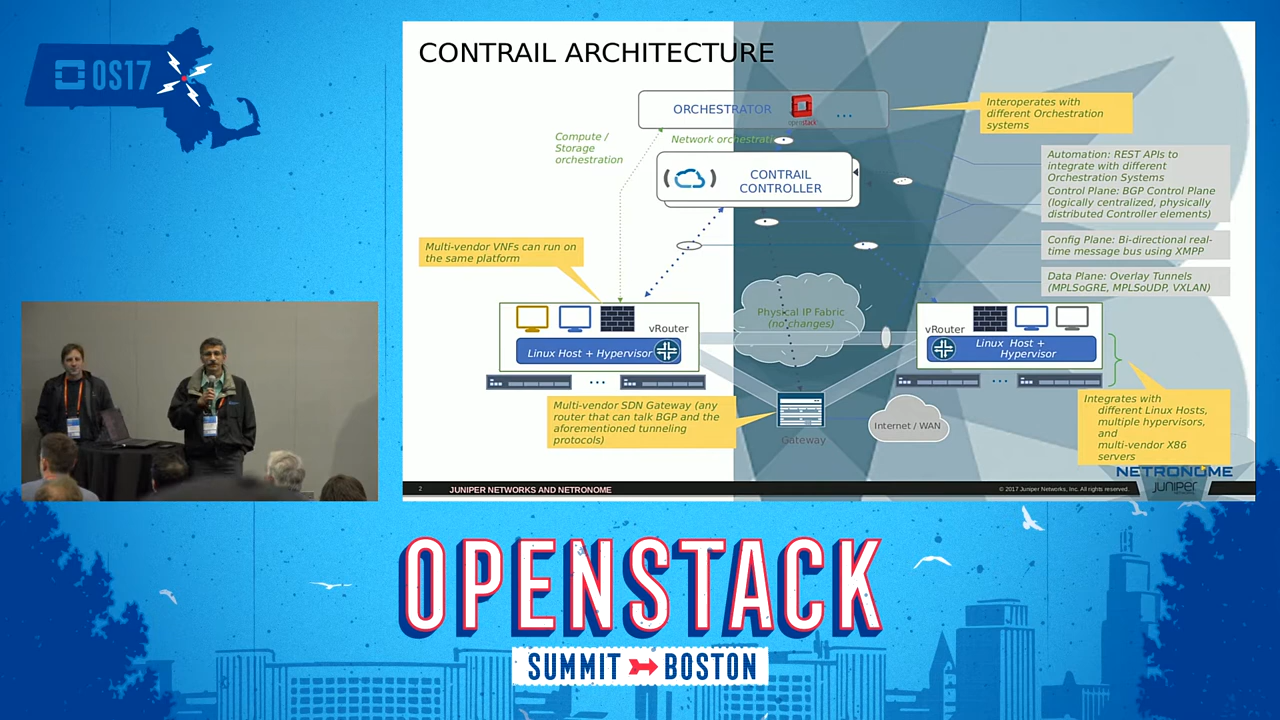 OS17
CONTRAIL ARCHITECTURE
ORCHESTRATOR
openstack
...
Interoperates with
different Orchestration
systems
Compute /
Storage
orchestration
Network orchestrati
CONTRAIL
CONTROLLER
Automation: REST APIs to
integrate with different
Orchestration Systems
Control Plane: BGP Control Plane
(logically centralized, physically
distributed Controller elements)
Config Plane: Bi-directional real-
time message bus using XMPP
Data Plane: Overlay Tunnels
(MPLSoGRE, MPLSoUDP, VXLAN)
Multi-vendor VNFs can run on
the same platform
vRouter
Linux Host + Hypervisor
...
Physical IP Fabric
(no changes)
vRouter
Linux Host +
Hypervisor
...
Multi-vendor SDN Gateway (any
router that can talk BGP and the
aforementioned tunneling
protocols)
Gateway
Internet / WAN
Integrates with
different Linux Hosts,
multiple hypervisors,
and
multi-vendor X86
servers
NETRONOME
JUNIPER
2
JUNIPER NETWORKS AND NETRONOME
© 2017 Juniper Networks, Inc. All rights reserved.
OPENSTACK
SUMMIT BOSTON